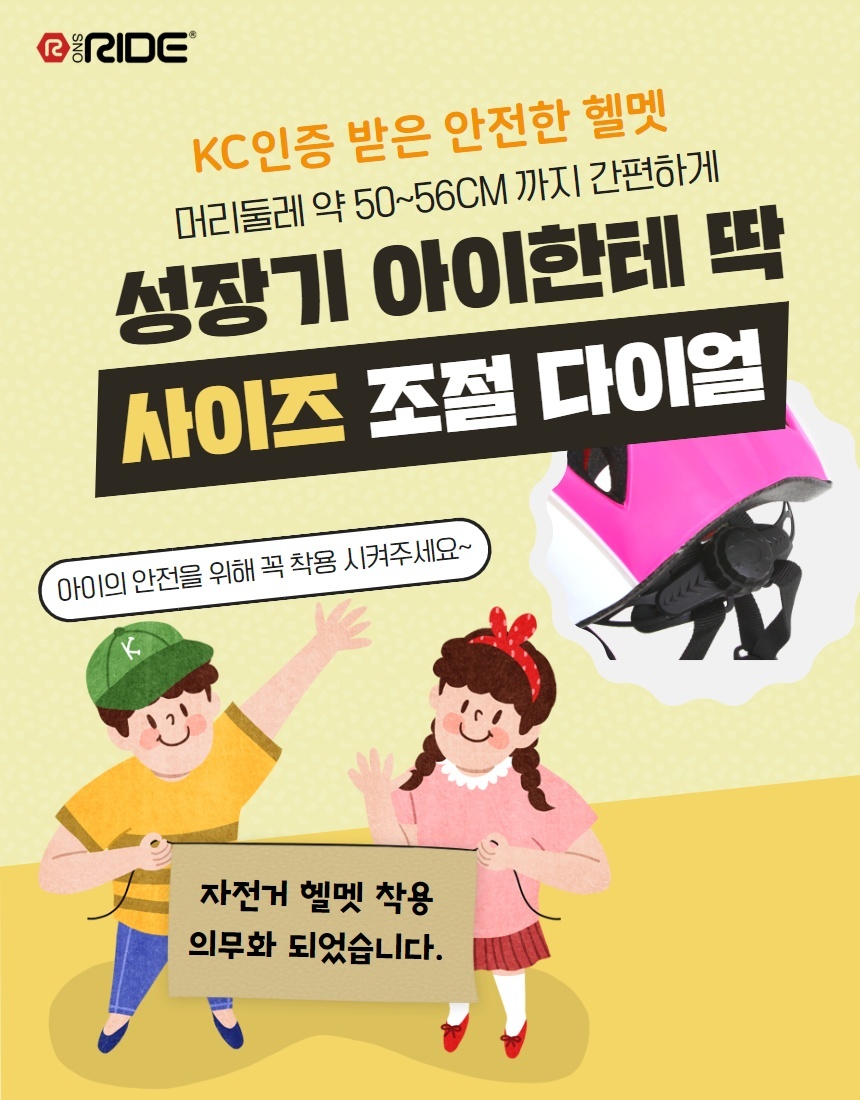 R SNO RIDE®
KC인증 받은 안전한 헬멧
머리둘레 약 50~56CM 까지 간편하게
성장기 아이한테 딱
사이즈 조절 다이얼
아이의 안전을 위해 꼭 착용 시켜주세요~
K
자전거 헬멧 착용
의무화 되었습니다.